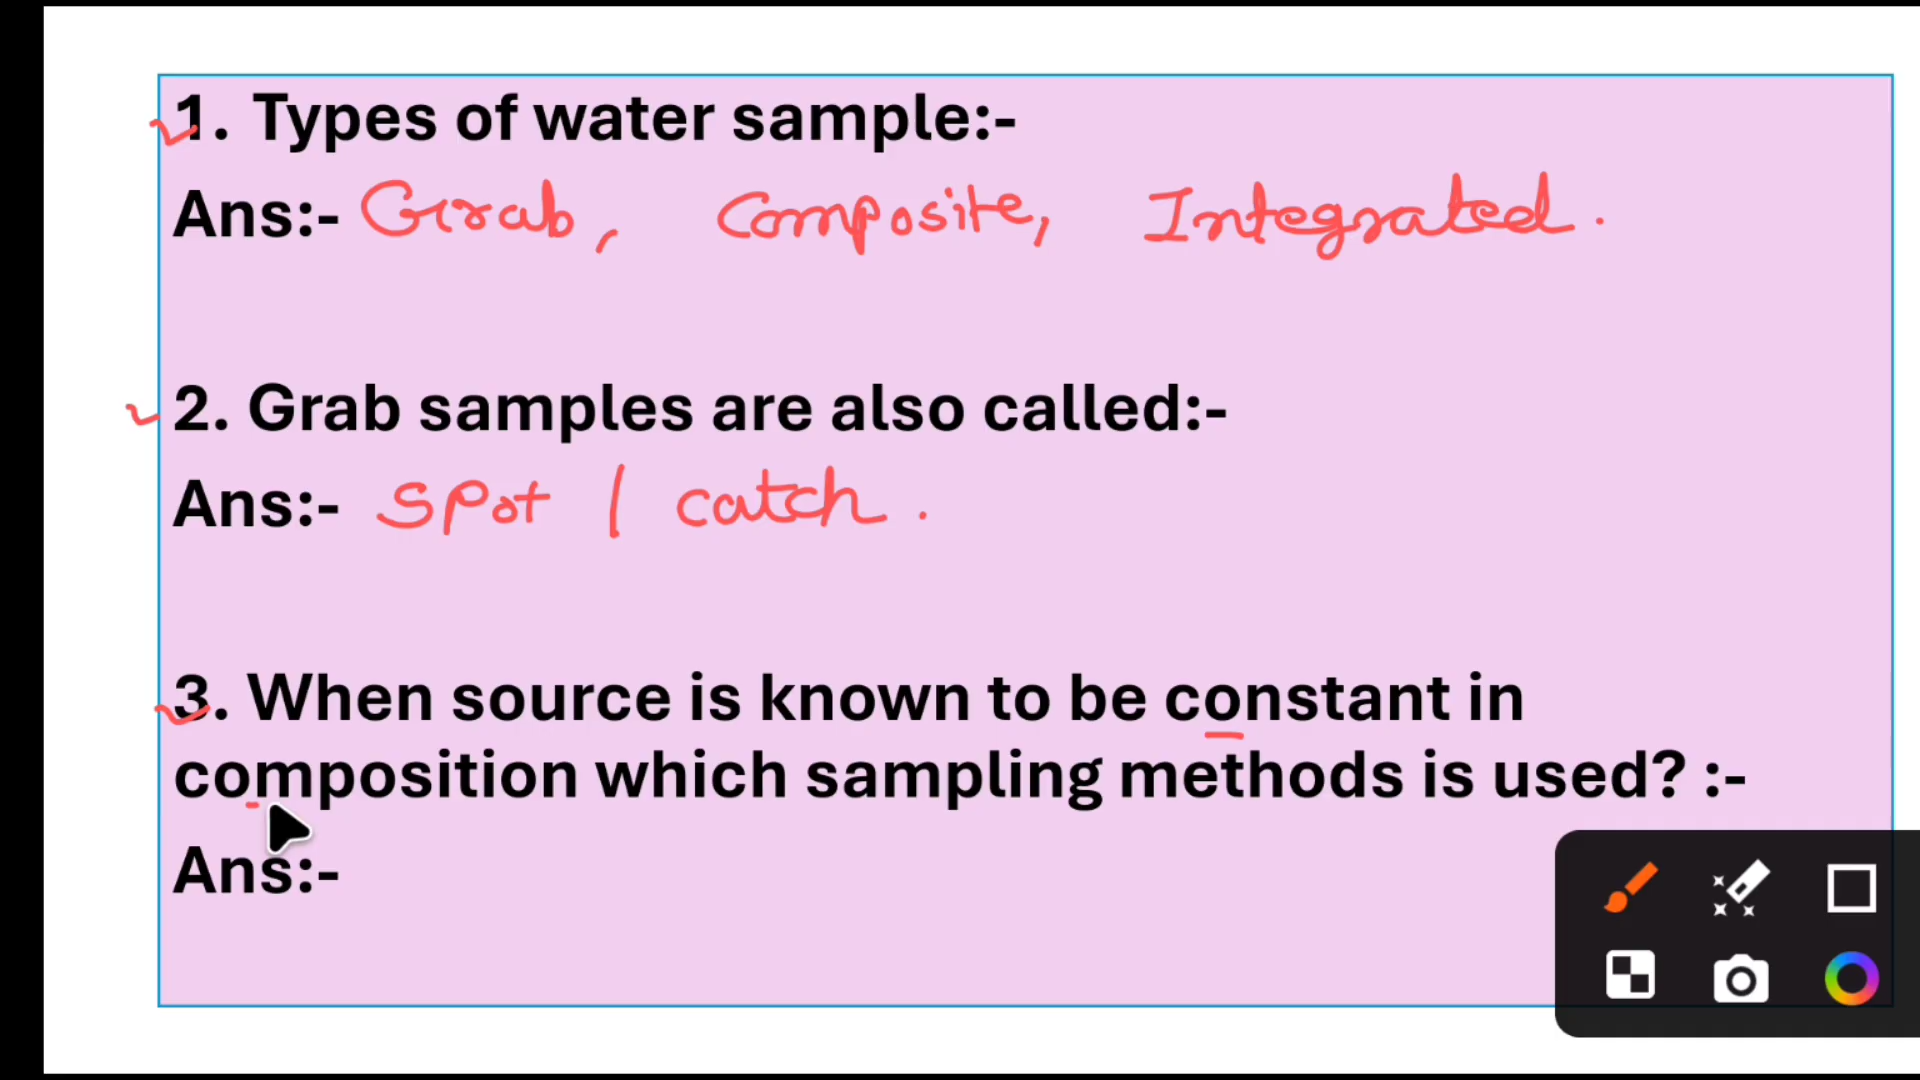 1. Types of water sample:-
Ans:- Grab, Composite, Integrated.
2. Grab samples are also called:-
Ans:- Spot / catch.
3. When source is known to be constant in
composition which sampling methods is used? :-
Ans:-